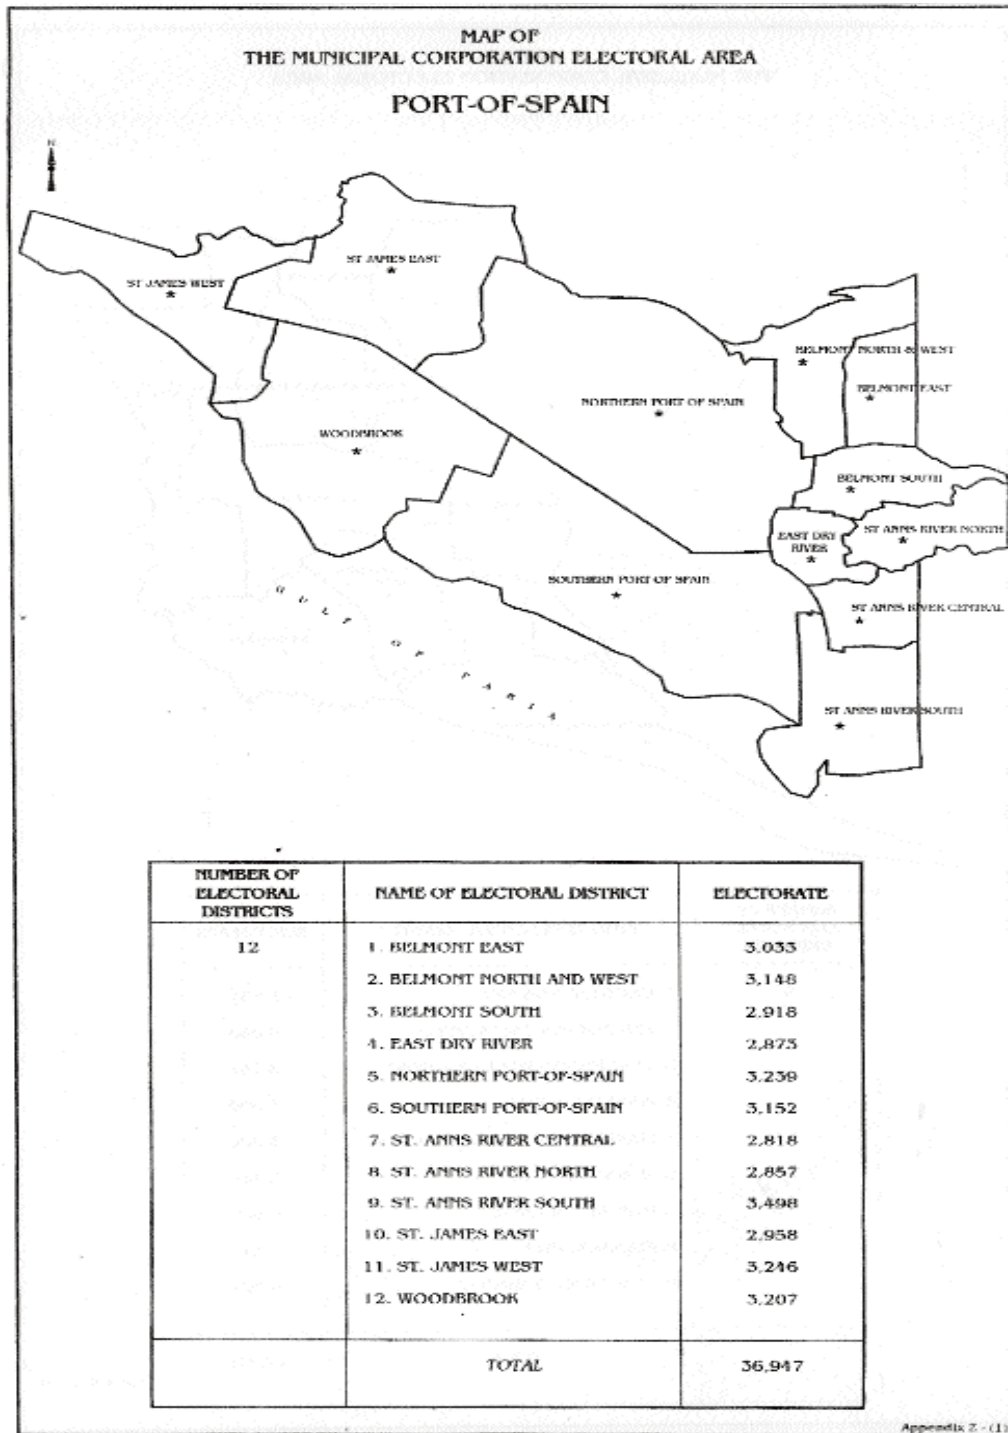 MAP OF
THE MUNICIPAL CORPORATION ELECTORAL AREA
PORT-OF-SPAIN
N
ST JAMES EAST
ST JAMES WEST
BELMONT NORTH & WEST
BELMONT EAST
NORTHERN PORT OF SPAIN
WOODBROOK
BELMONT SOUTH
ST ANNS RIVER NORTH
EAST DRY
RIVER
SOUTHERN PORT OF SPAIN
ST ANNS RIVER CENTRAL
GULF OF PARIA
ST ANNS RIVER SOUTH
NUMBER OF ELECTORAL DISTRICTS NAME OF ELECTORAL DISTRICT ELECTORATE
12 1. BELMONT EAST 3,033
2. BELMONT NORTH AND WEST 3,148
3. BELMONT SOUTH 2,918
4. EAST DRY RIVER 2,873
5. NORTHERN PORT-OF-SPAIN 3,239
6. SOUTHERN PORT-OF-SPAIN 3,152
7. ST. ANNS RIVER CENTRAL 2,818
8. ST. ANNS RIVER NORTH 2,857
9. ST. ANNS RIVER SOUTH 3,498
10. ST. JAMES EAST 2,958
11. ST. JAMES WEST 3,246
12. WOODBROOK 3,207
TOTAL 36,947
Appendix Z - (1)